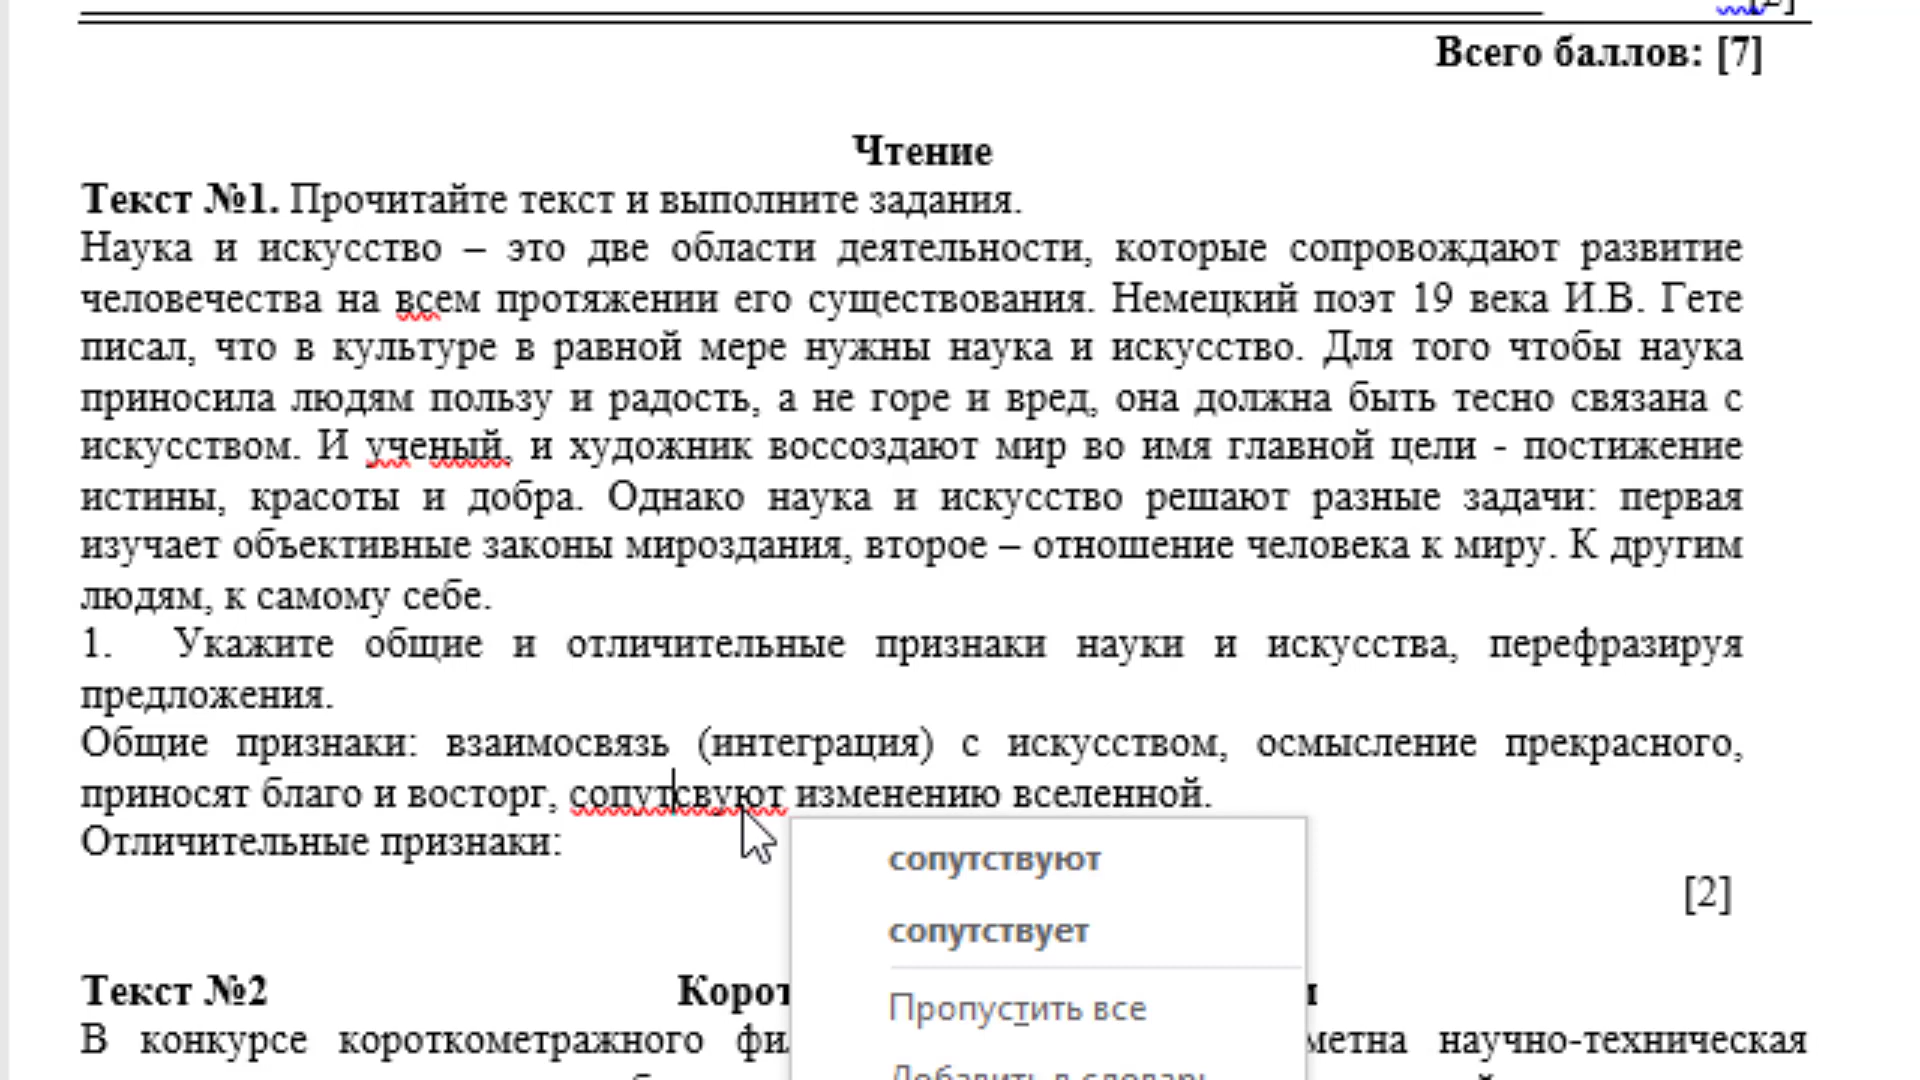 Всего баллов: [7]
Чтение
Текст №1. Прочитайте текст и выполните задания.
Наука и искусство – это две области деятельности, которые сопровождают развитие
человечества на всем протяжении его существования. Немецкий поэт 19 века И.В. Гете
писал, что в культуре в равной мере нужны наука и искусство. Для того чтобы наука
приносила людям пользу и радость, а не горе и вред, она должна быть тесно связана с
искусством. И ученый, и художник воссоздают мир во имя главной цели - постижение
истины, красоты и добра. Однако наука и искусство решают разные задачи: первая
изучает объективные законы мироздания, второе – отношение человека к миру. К другим
людям, к самому себе.
1. Укажите общие и отличительные признаки науки и искусства, перефразируя
предложения.
Общие признаки: взаимосвязь (интеграция) с искусством, осмысление прекрасного,
приносят благо и восторг, сопутсвуют изменению вселенной.
Отличительные признаки:
сопутствуют
[2]
сопутствует
Текст №2 Корот
Пропустить все
В конкурсе короткометражного фи метна научно-техническая
Добавить в словарь